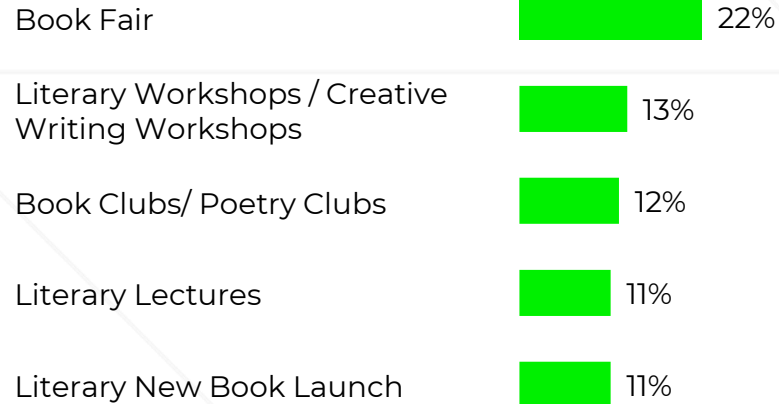 Book Fair 22%
Literary Workshops / Creative
Writing Workshops 13%
Book Clubs/ Poetry Clubs 12%
Literary Lectures 11%
Literary New Book Launch 11%